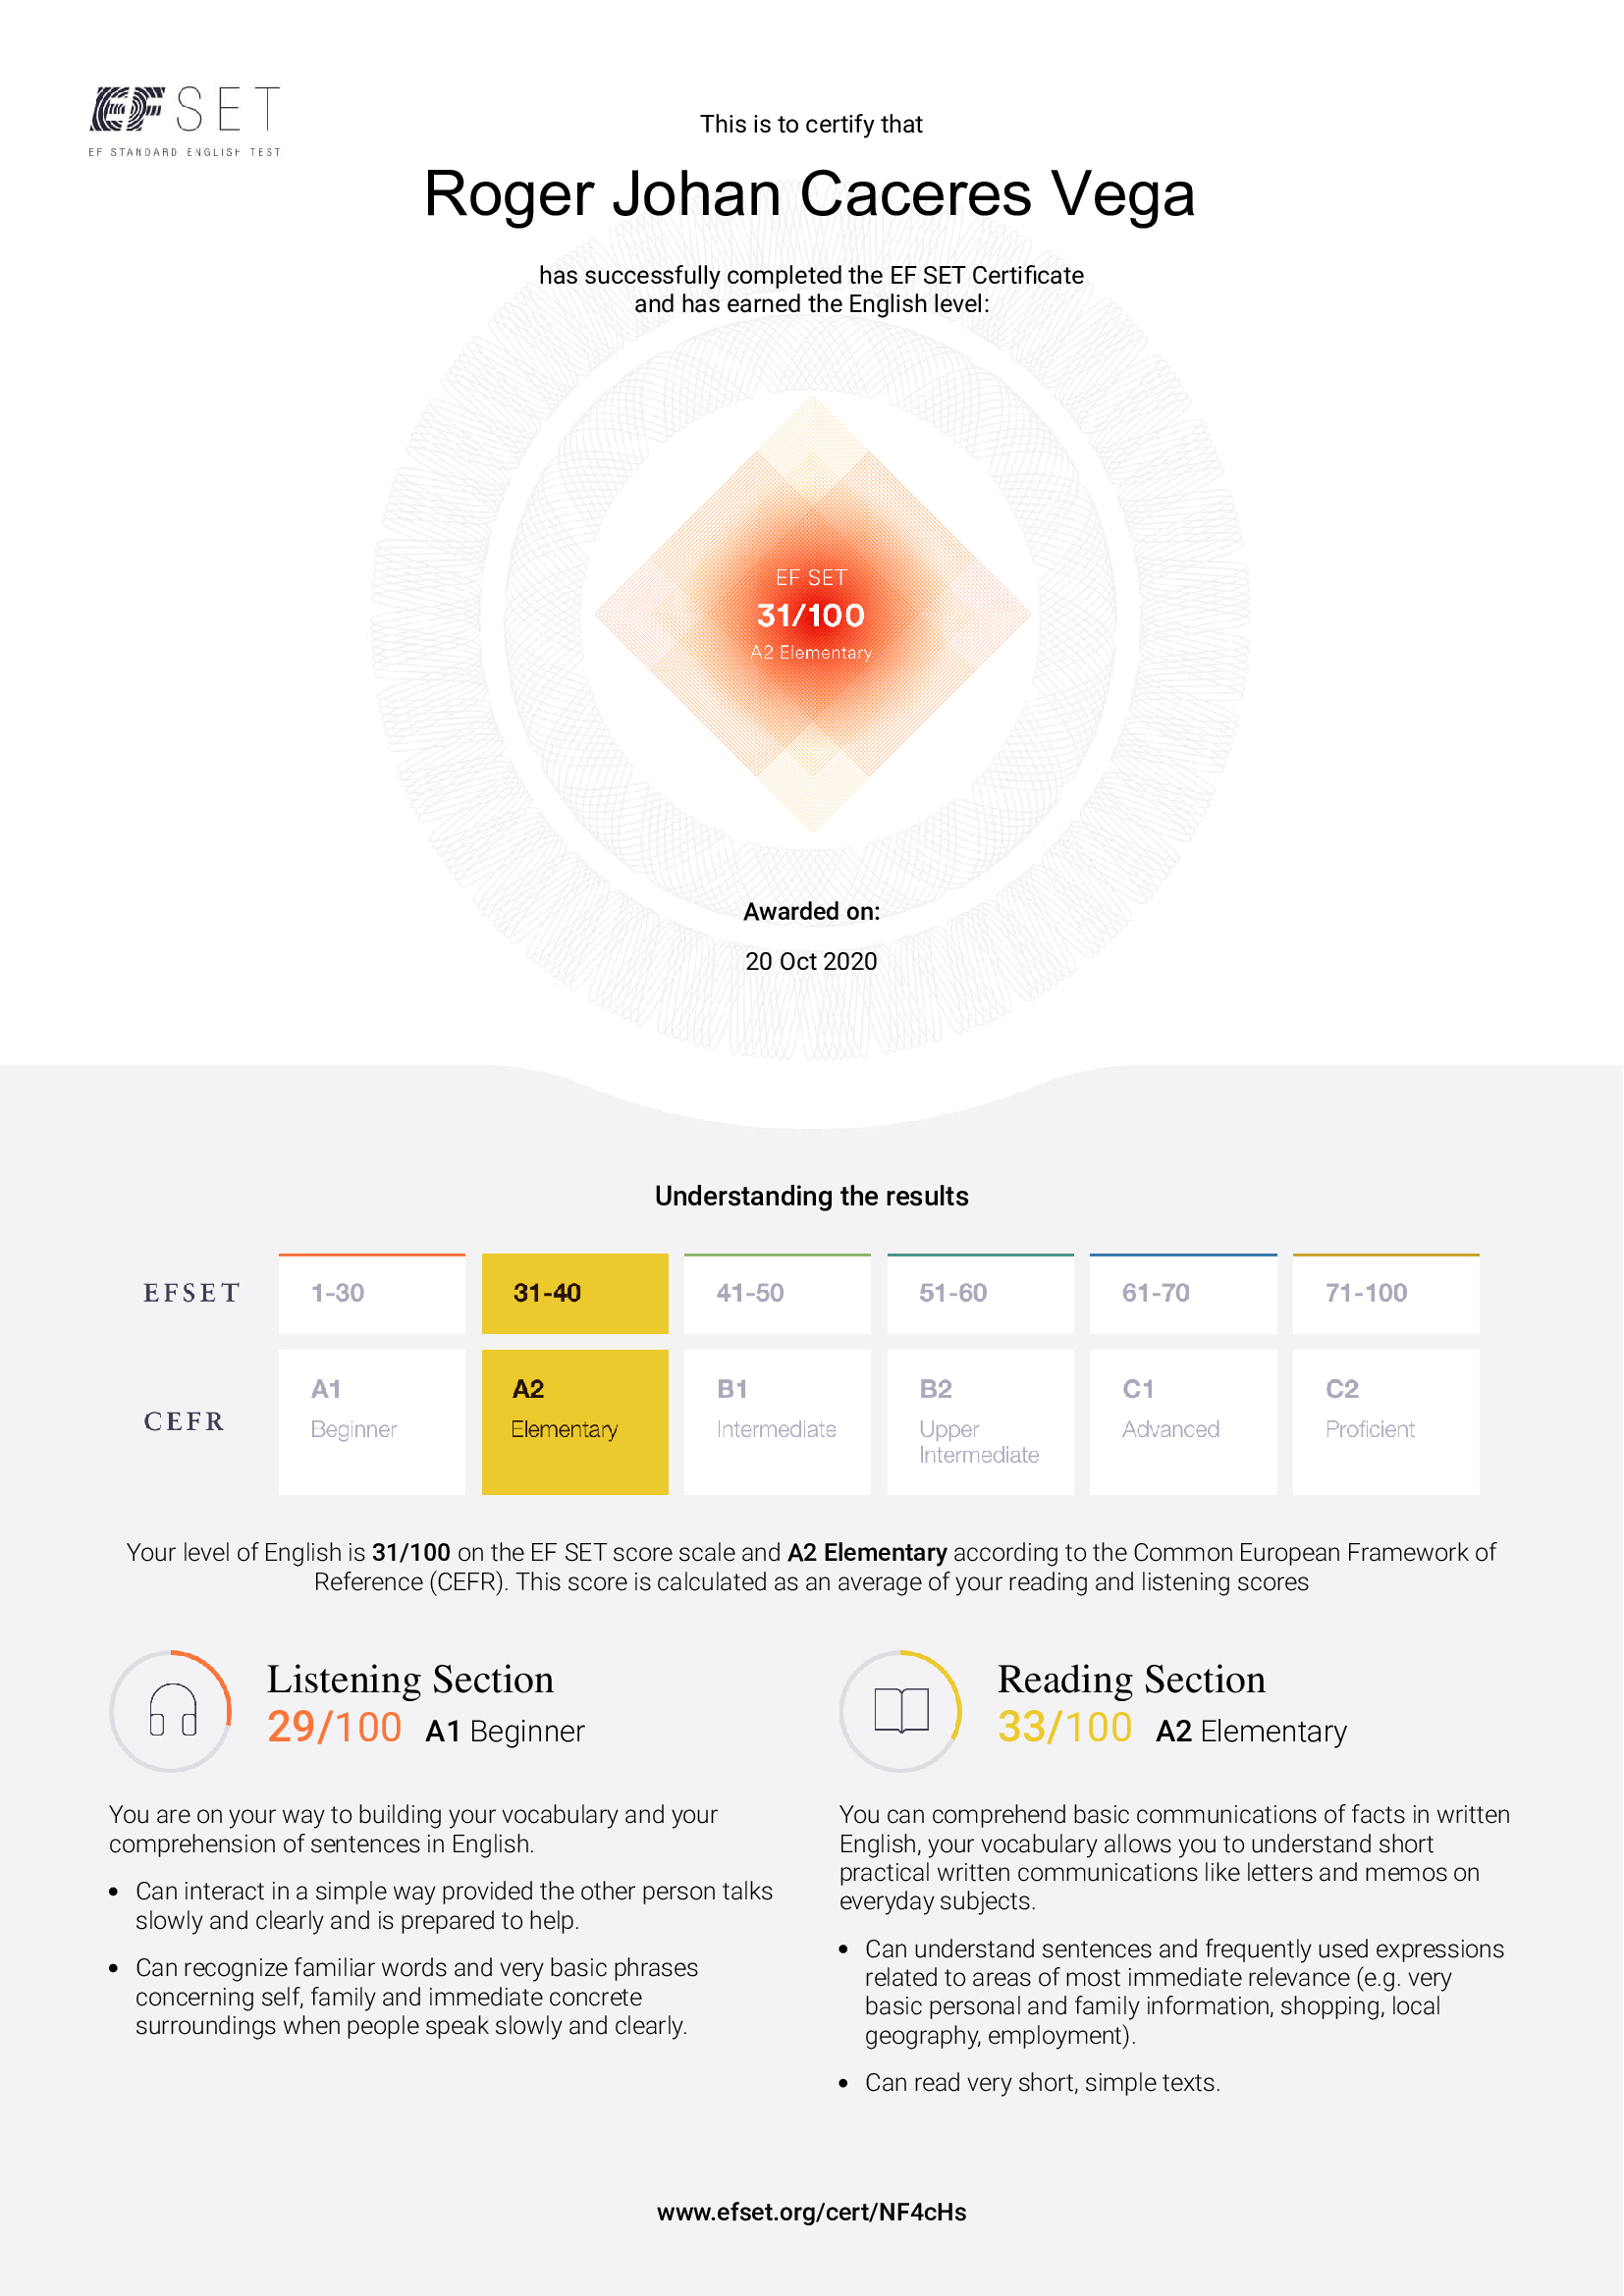 EF SET
EF STANDARD ENGLISH TEST
This is to certify that
Roger Johan Caceres Vega
has successfully completed the EF SET Certificate
and has earned the English level:
EF SET
31/100
A2 Elementary
Awarded on:
20 Oct 2020
Understanding the results
EFSET 1-30 31-40 41-50 51-60 61-70 71-100
CEFR
A1 A2 B1 B2 C1 C2
Beginner Elementary Intermediate Upper Advanced Proficient
Intermediate
Your level of English is 31/100 on the EF SET score scale and A2 Elementary according to the Common European Framework of
Reference (CEFR). This score is calculated as an average of your reading and listening scores
Listening Section
29/100 A1 Beginner
You are on your way to building your vocabulary and your
comprehension of sentences in English.
• Can interact in a simple way provided the other person talks
slowly and clearly and is prepared to help.
• Can recognize familiar words and very basic phrases
concerning self, family and immediate concrete
surroundings when people speak slowly and clearly.
Reading Section
33/100 A2 Elementary
You can comprehend basic communications of facts in written
English, your vocabulary allows you to understand short
practical written communications like letters and memos on
everyday subjects.
• Can understand sentences and frequently used expressions
related to areas of most immediate relevance (e.g. very
basic personal and family information, shopping, local
geography, employment).
• Can read very short, simple texts.
www.efset.org/cert/NF4cHs